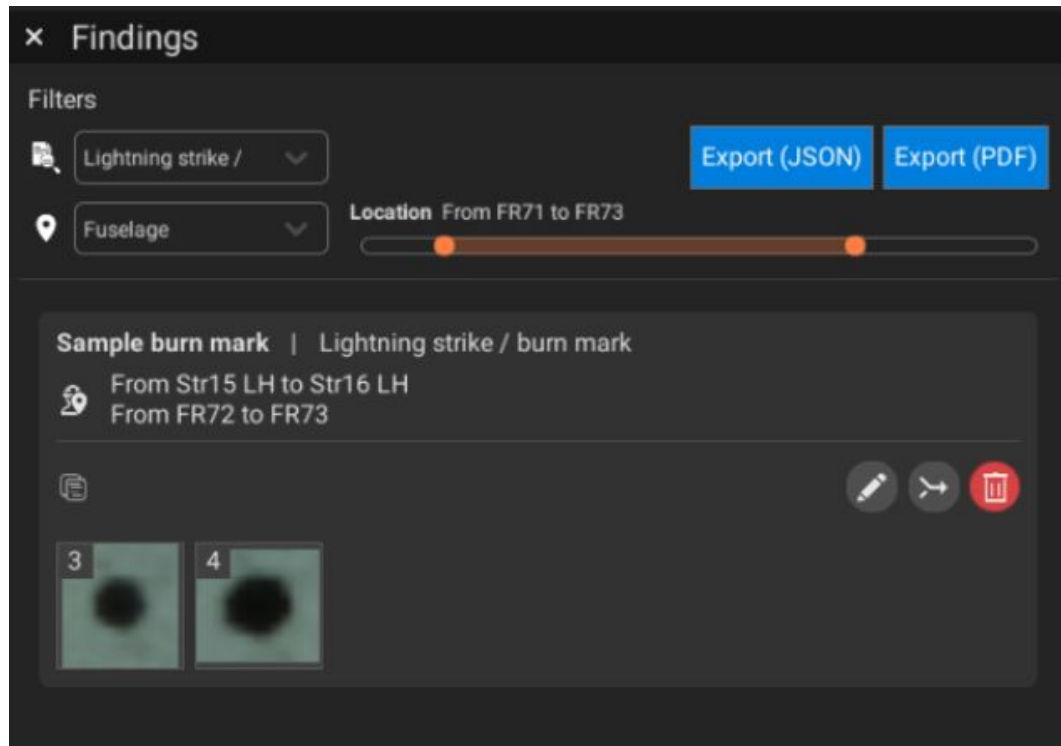 × Findings
Filters
Lightning strike /
Export (JSON) Export (PDF)
Fuselage
Location From FR71 to FR73
Sample burn mark | Lightning strike / burn mark
From Str15 LH to Str16 LH
From FR72 to FR73
3 4